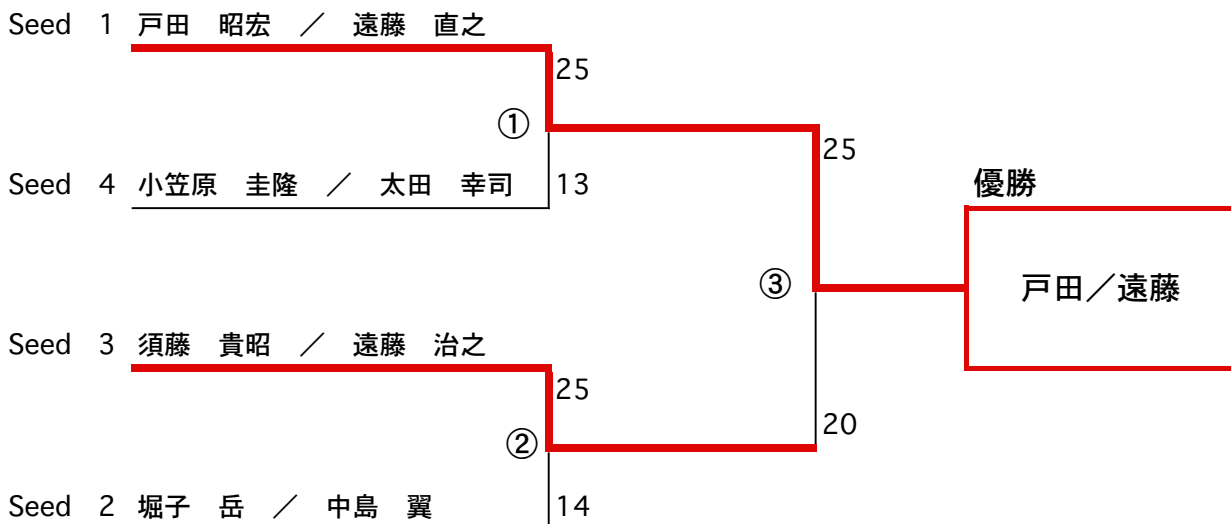 Seed 1 戸田 昭宏 ／ 遠藤 直之
25
①
25
Seed 4 小笠原 圭隆 ／ 太田 幸司
13
優勝
③
戸田／遠藤
Seed 3 須藤 貴昭 ／ 遠藤 治之
25
20
②
Seed 2 堀子 岳 ／ 中島 翼
14